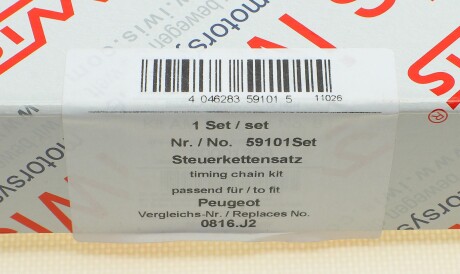 4 046283 59101 5 11026
1 Set / set
Nr. / No. 59101Set
Steuerkettensatz
timing chain kit
passend für / to fit
Peugeot
Vergleichs-Nr. / Replaces No.
0816.J2